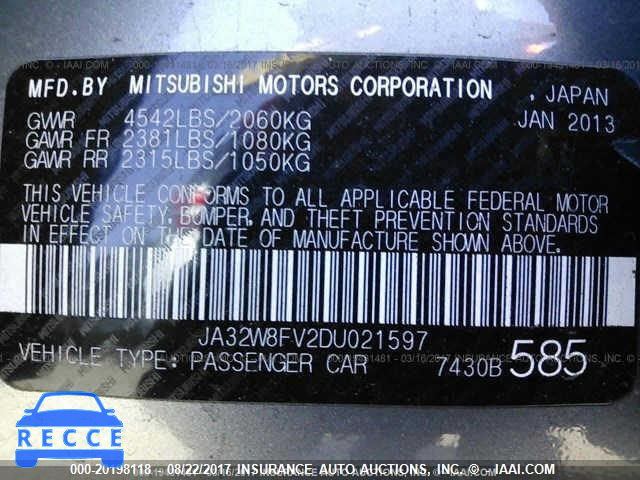 MFD.BY MITSUBISHI MOTORS CORPORATION , JAPAN
GVWR 4542LBS/2060KG JAN 2013
GAWR FR 2381LBS/1080KG
GAWR RR 2315LBS/1050KG
THIS VEHICLE CONFORMS TO ALL APPLICABLE FEDERAL MOTOR
VEHICLE SAFETY, BUMPER, AND THEFT PREVENTION STANDARDS
IN EFFECT ON THE DATE OF MANUFACTURE SHOWN ABOVE.
JA32W8FV2DU021597
VEHICLE TYPE: PASSENGER CAR 7430B 585
RECCE
000-20198118 - 08/22/2017 INSURANCE AUTO AUCTIONS, INC. © - IAAI.COM